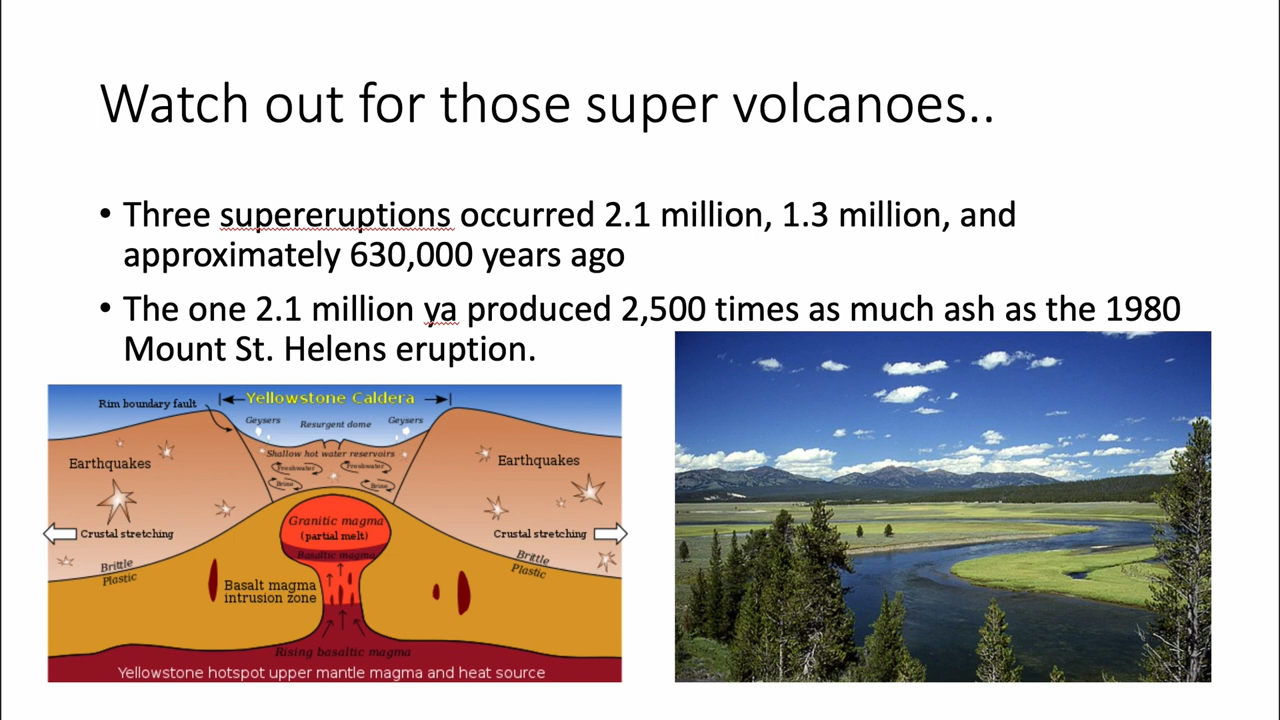 Watch out for those super volcanoes..
• Three supereruptions occurred 2.1 million, 1.3 million, and
approximately 630,000 years ago
• The one 2.1 million ya produced 2,500 times as much ash as the 1980
Mount St. Helens eruption.
Yellowstone Caldera
Rim boundary fault
Geysers
Resurgent dome
Geysers
Shallow hot water reservoirs
Freshwater
Freshwater
Brine
Brine
Earthquakes
Earthquakes
Granitic magma
(partial melt)
Basaltic magma
Crustal stretching
Crustal stretching
Brittle
Plastic
Brittle
Plastic
Basalt magma
intrusion zone
Rising basaltic magma
Yellowstone hotspot upper mantle magma and heat source